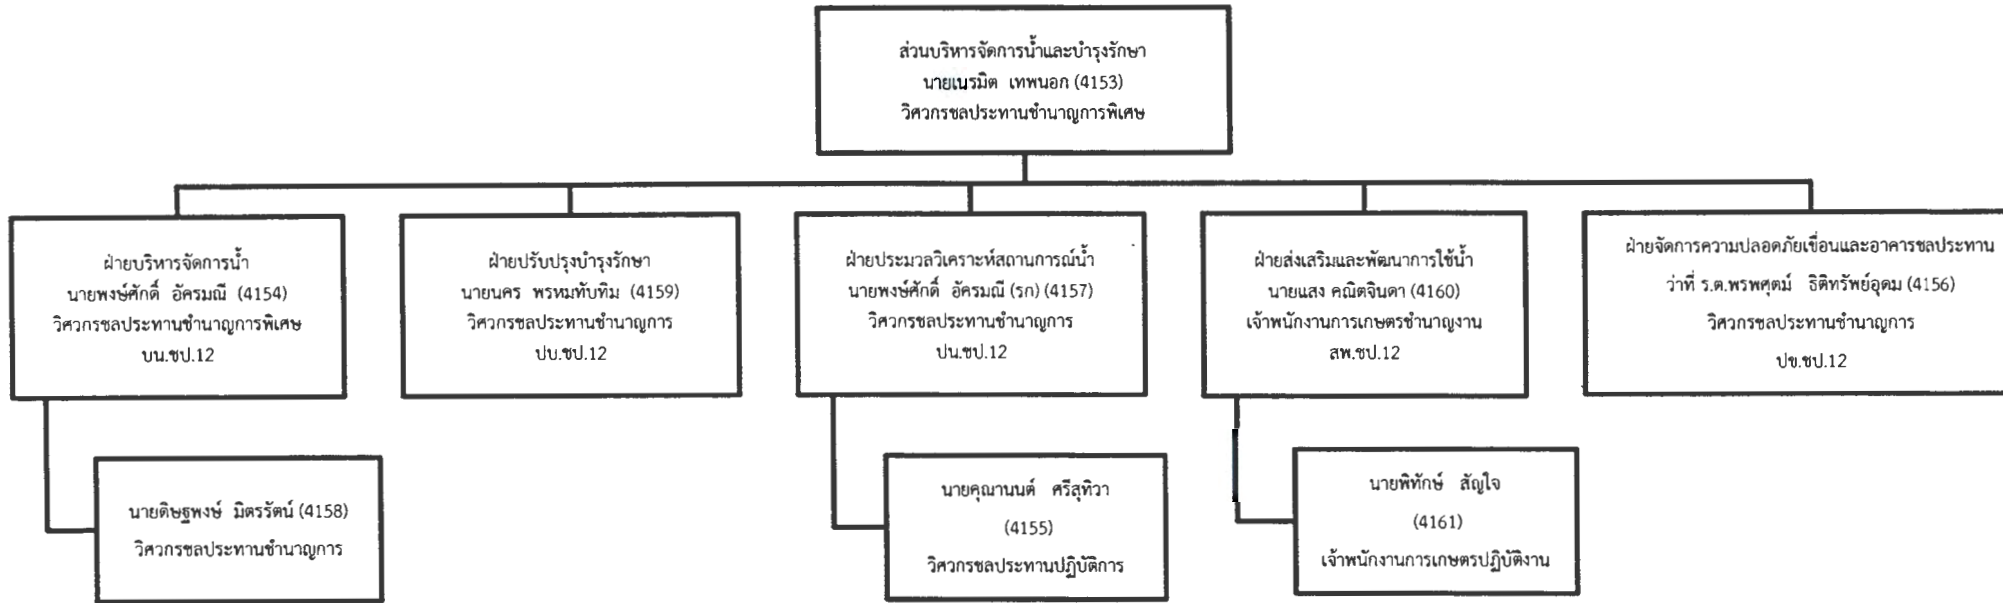 ส่วนบริหารจัดการน้ำและบำรุงรักษา
นายเนรมิต เทพนอก (4153)
วิศวกรชลประทานชำนาญการพิเศษ
ฝ่ายบริหารจัดการน้ำ
นายพงษ์ศักดิ์ อัครมณี (4154)
วิศวกรชลประทานชำนาญการพิเศษ
บน.ชป.12
ฝ่ายปรับปรุงบำรุงรักษา
นายนคร พรหมทับทิม (4159)
วิศวกรชลประทานชำนาญการ
ปบ.ชป.12
ฝ่ายประมวลวิเคราะห์สถานการณ์น้ำ
นายพงษ์ศักดิ์ อัครมณี (รก) (4157)
วิศวกรชลประทานชำนาญการ
ปน.ชป.12
ฝ่ายส่งเสริมและพัฒนาการใช้น้ำ
นายแสง คณิตจินดา (4160)
เจ้าพนักงานการเกษตรชำนาญงาน
สพ.ชป.12
ฝ่ายจัดการความปลอดภัยเขื่อนและอาคารชลประทาน
ว่าที่ ร.ต.พรพศุตม์ ธิติทรัพย์อุดม (4156)
วิศวกรชลประทานชำนาญการ
ปข.ชป.12
นายดิษฐพงษ์ มิตรรัตน์ (4158)
วิศวกรชลประทานชำนาญการ
นายคุณานนต์ ศรีสุทิวา
(4155)
วิศวกรชลประทานปฏิบัติการ
นายพิทักษ์ สัญใจ
(4161)
เจ้าพนักงานการเกษตรปฏิบัติงาน